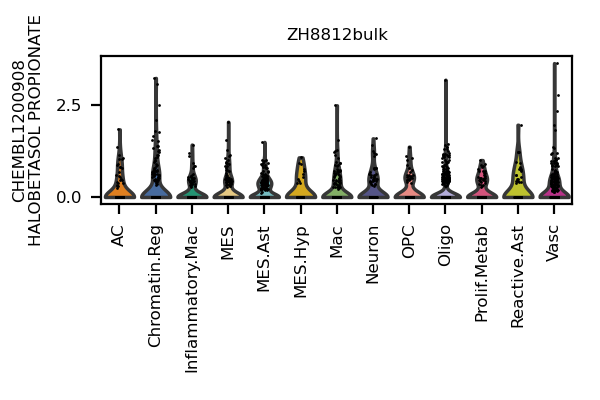 ZH8812bulk
CHEMBL1200908
HALOBETASOL PROPIONATE
2.5
0.0
AC
Chromatin.Reg
Inflammatory.Mac
MES
MES.Ast
MES.Hyp
Mac
Neuron
OPC
Oligo
Prolif.Metab
Reactive.Ast
Vasc